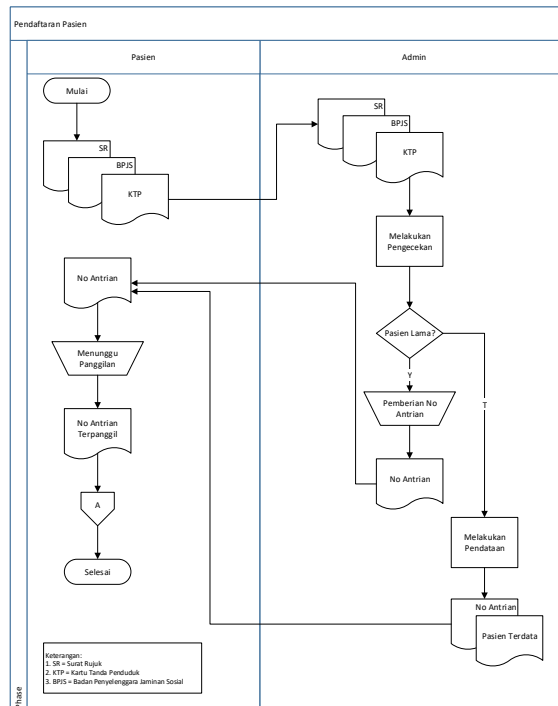 Pendaftaran Pasien
Pasien
Admin
Mulai
SR
BPJS
KTP
SR
BPJS
KTP
Melakukan
Pengecekan
No Antrian
Pasien Lama?
Menunggu
Panggilan
Y
T
Pemberian No
Antrian
No Antrian
Terpanggil
No Antrian
A
Melakukan
Pendataan
Selesai
No Antrian
Pasien Terdata
Keterangan:
1. SR = Surat Rujuk
2. KTP = Kartu Tanda Penduduk
3. BPJS = Badan Penyelenggara Jaminan Sosial
Phase